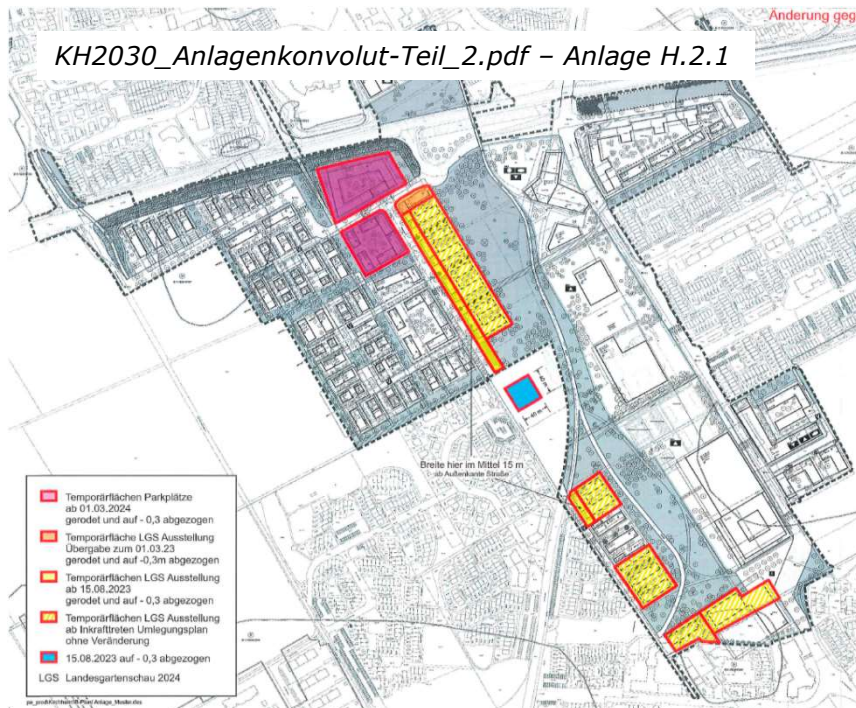 Änderung geg
KH2030_Anlagenkonvolut-Teil_2.pdf – Anlage H.2.1
40 m
40 m
Breite hier im Mittel 15 m
ab Außenkante Straße
Temporärflächen Parkplätze
ab 01.03.2024
gerodet und auf - 0,3 abgezogen
Temporärfläche LGS Ausstellung
Übergabe zum 01.03.23
gerodet und auf -0,3m abgezogen
Temporärflächen LGS Ausstellung
ab 15.08.2023
gerodet und auf - 0,3 abgezogen
Temporärflächen LGS Ausstellung
ab Inkrafttreten Umlegungsplan
ohne Veränderung
15.08.2023 auf - 0,3 abgezogen
LGS Landesgartenschau 2024